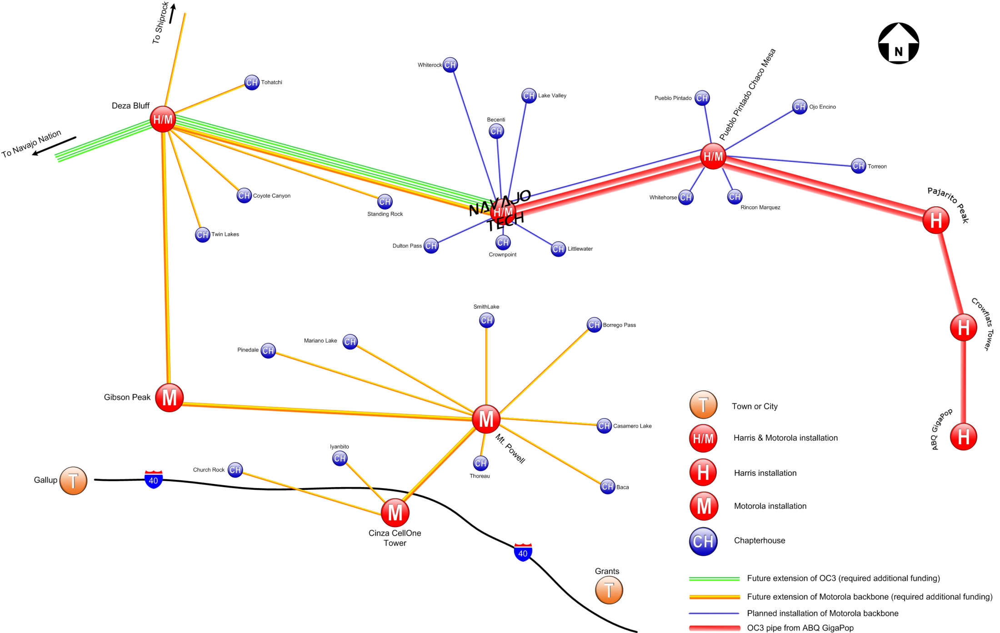 To Shiprock
N
Pueblo Pintado Chaco Mesa
Whiterock CH
CH Tohatchi
CH Lake Valley
Pueblo Pintado CH
CH Ojo Encino
Deza Bluff
H/M
Becenti
CH
To Navajo Nation
H/M
CH Torreon
Pajarito Peak
CH Coyote Canyon
CH
Standing Rock
NAVAJO
H/M
TECH
Whitehorse CH
CH
Rincon Marquez
H
CH Twin Lakes
Dulton Pass CH
CH
Crownpoint
CH Littlewater
Crowflats Tower
H
SmithLake
CH
CH Borrego Pass
Mariano Lake CH
Pinedale CH
Gibson Peak M
M
Mt. Powell
CH Casamero Lake
ABQ GigaPop
H
Iyanbito
CH
Church Rock CH
CH
Thoreau
CH Baca
Gallup T
40
M
Cinza CellOne
Tower
40
Grants
T
T Town or City
H/M Harris & Motorola installation
H Harris installation
M Motorola installation
CH Chapterhouse
Future extension of OC3 (required additional funding)
Future extension of Motorola backbone (required additional funding)
Planned installation of Motorola backbone
OC3 pipe from ABQ GigaPop